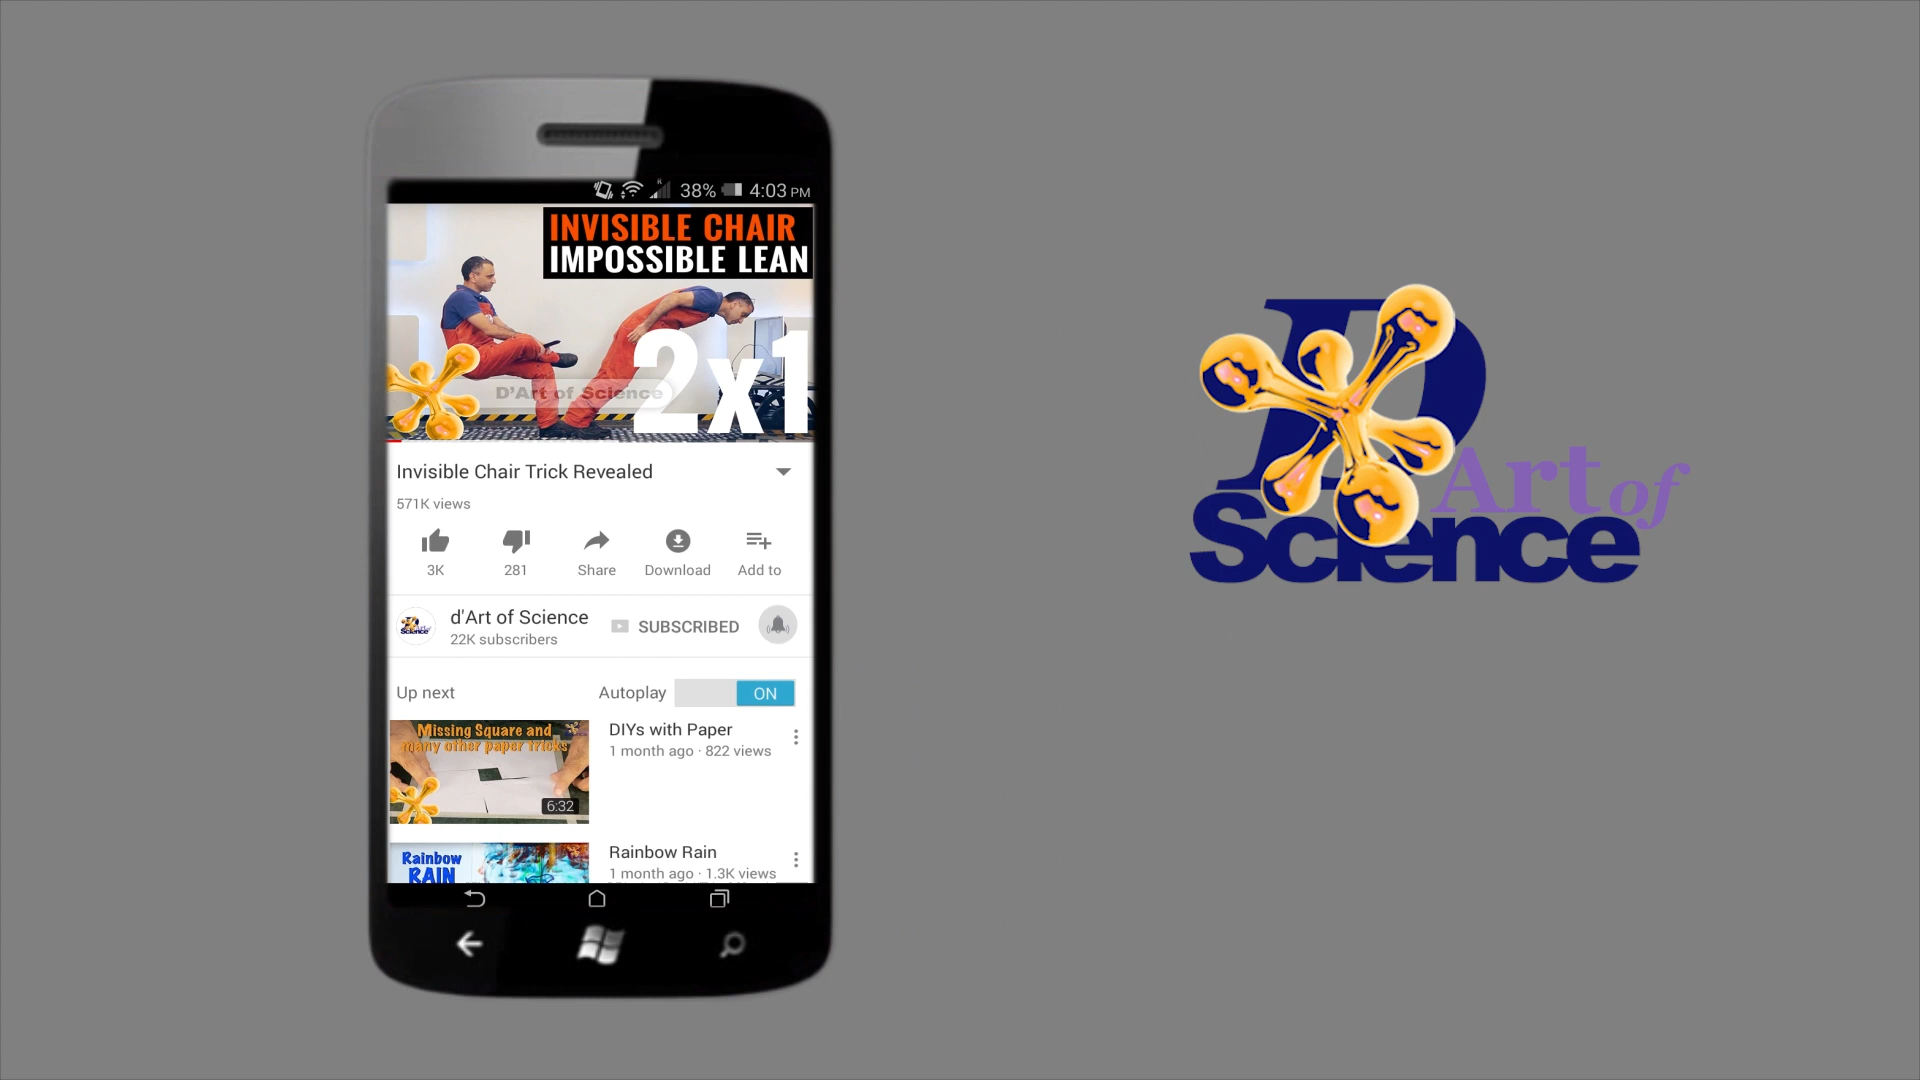 38% 4:03 PM
INVISIBLE CHAIR
IMPOSSIBLE LEAN
2x1
D'Art of Science
Invisible Chair Trick Revealed
571K views
3K 281 Share Download Add to
d'Art of Science
22K subscribers
SUBSCRIBED
Up next Autoplay ON
Missing Square and
many other paper tricks
6:32
DIYs with Paper
1 month ago · 822 views
Rainbow
RAIN
Rainbow Rain
1 month ago · 1.3K views
D Art of
Science